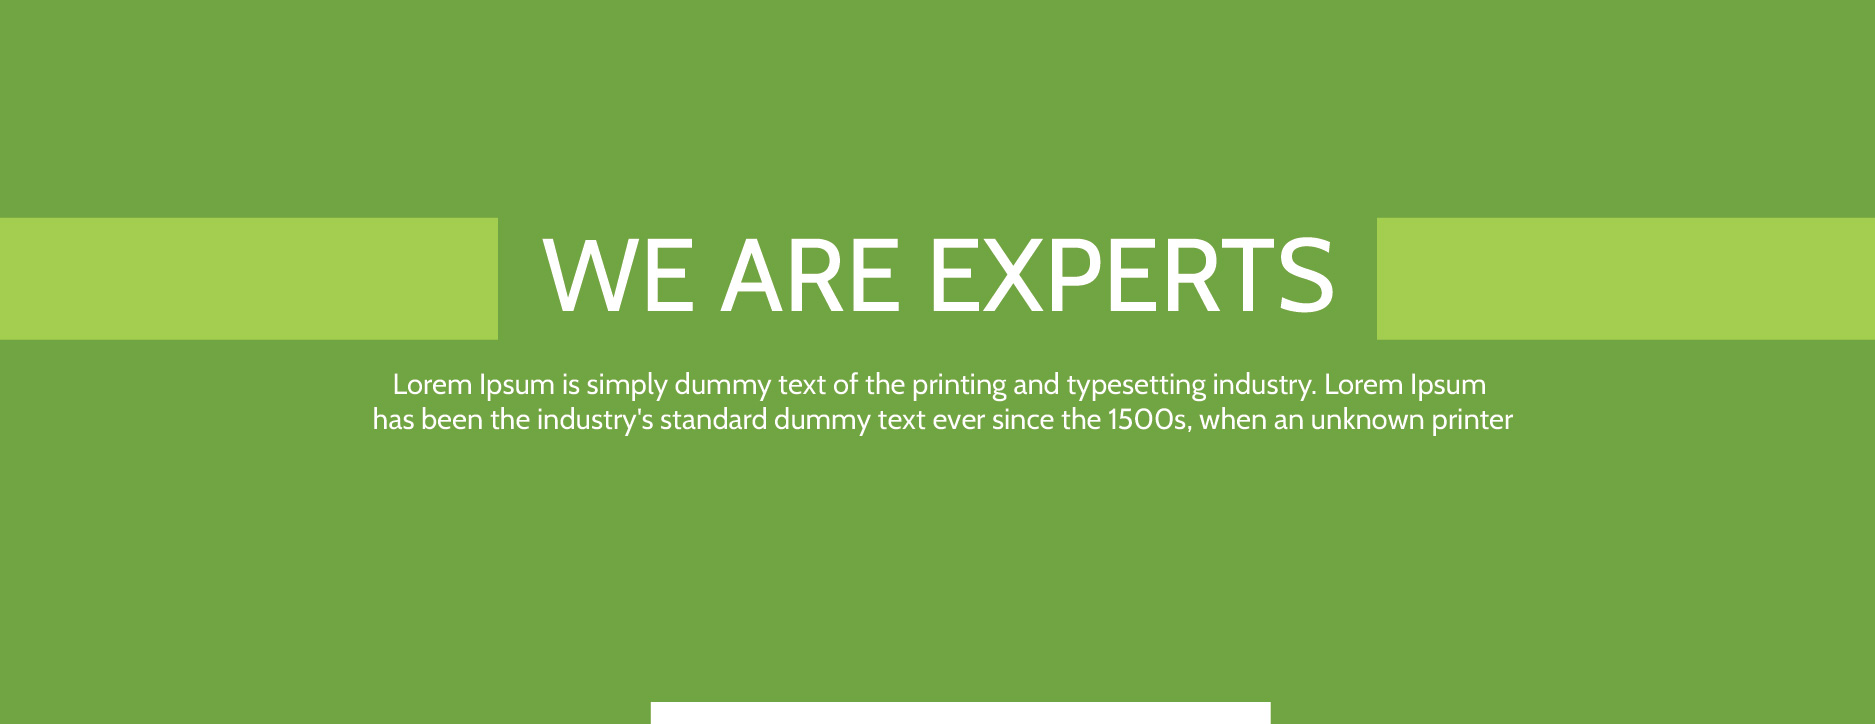 WE ARE EXPERTS
Lorem Ipsum is simply dummy text of the printing and typesetting industry. Lorem Ipsum
has been the industry's standard dummy text ever since the 1500s, when an unknown printer